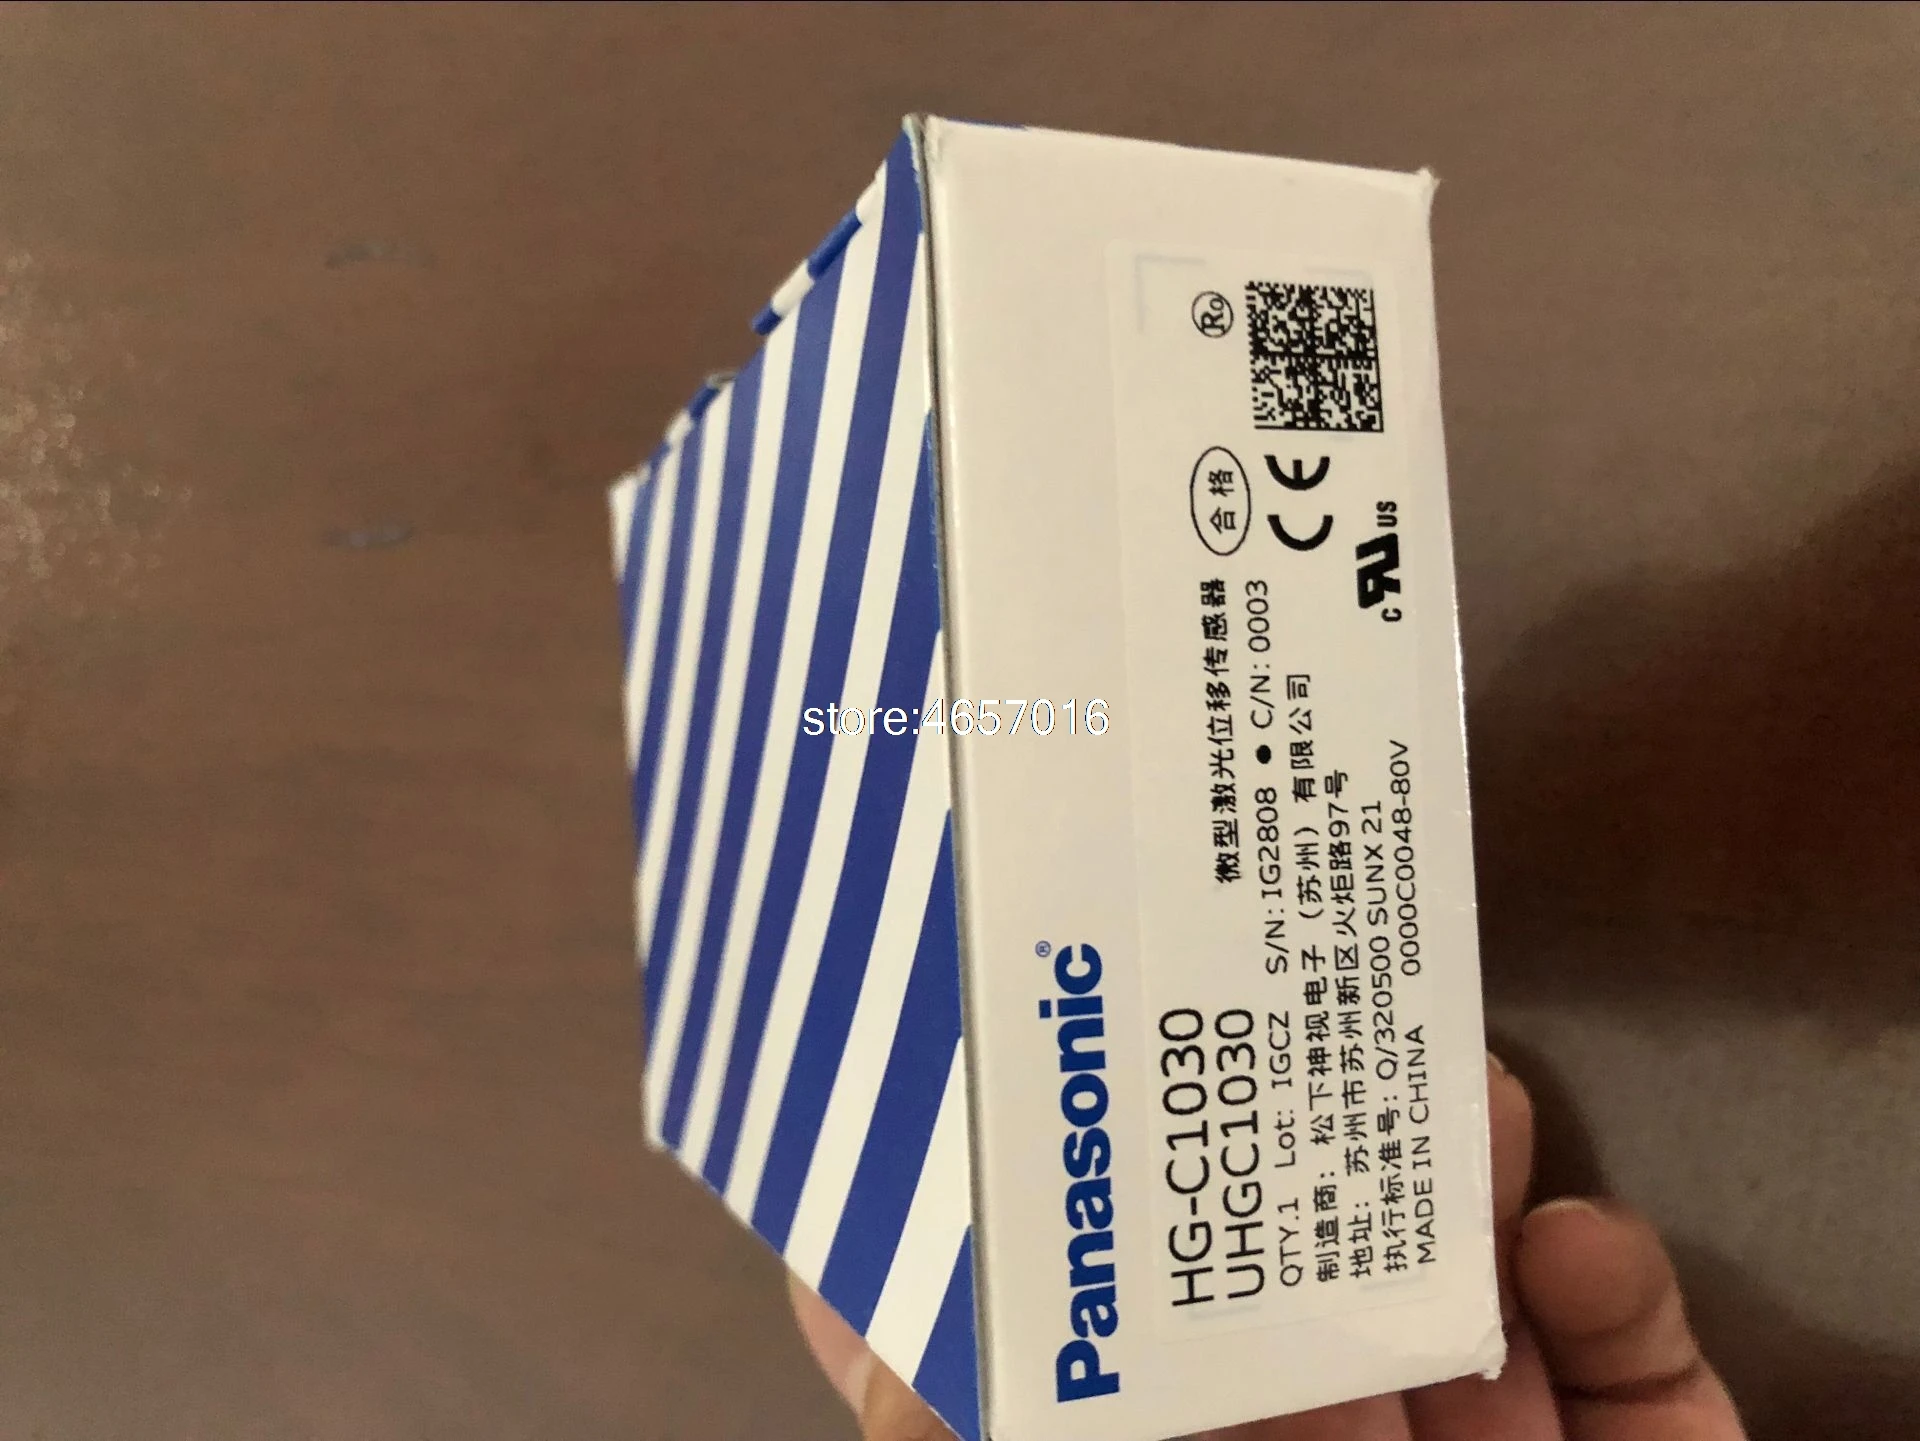 Panasonic®
HG-C1030
UHGC1030 微型激光位移传感器 合格 Ro
QTY.1 Lot: IGCZ S/N: IG2808 ● C/N: 0003 CE
制造商: 松下神视电子（苏州）有限公司
地址: 苏州市苏州新区火炬路97号 c RU US
执行标准号: Q/320500 SUNX 21
MADE IN CHINA 0000C0048-80V
store:4657016